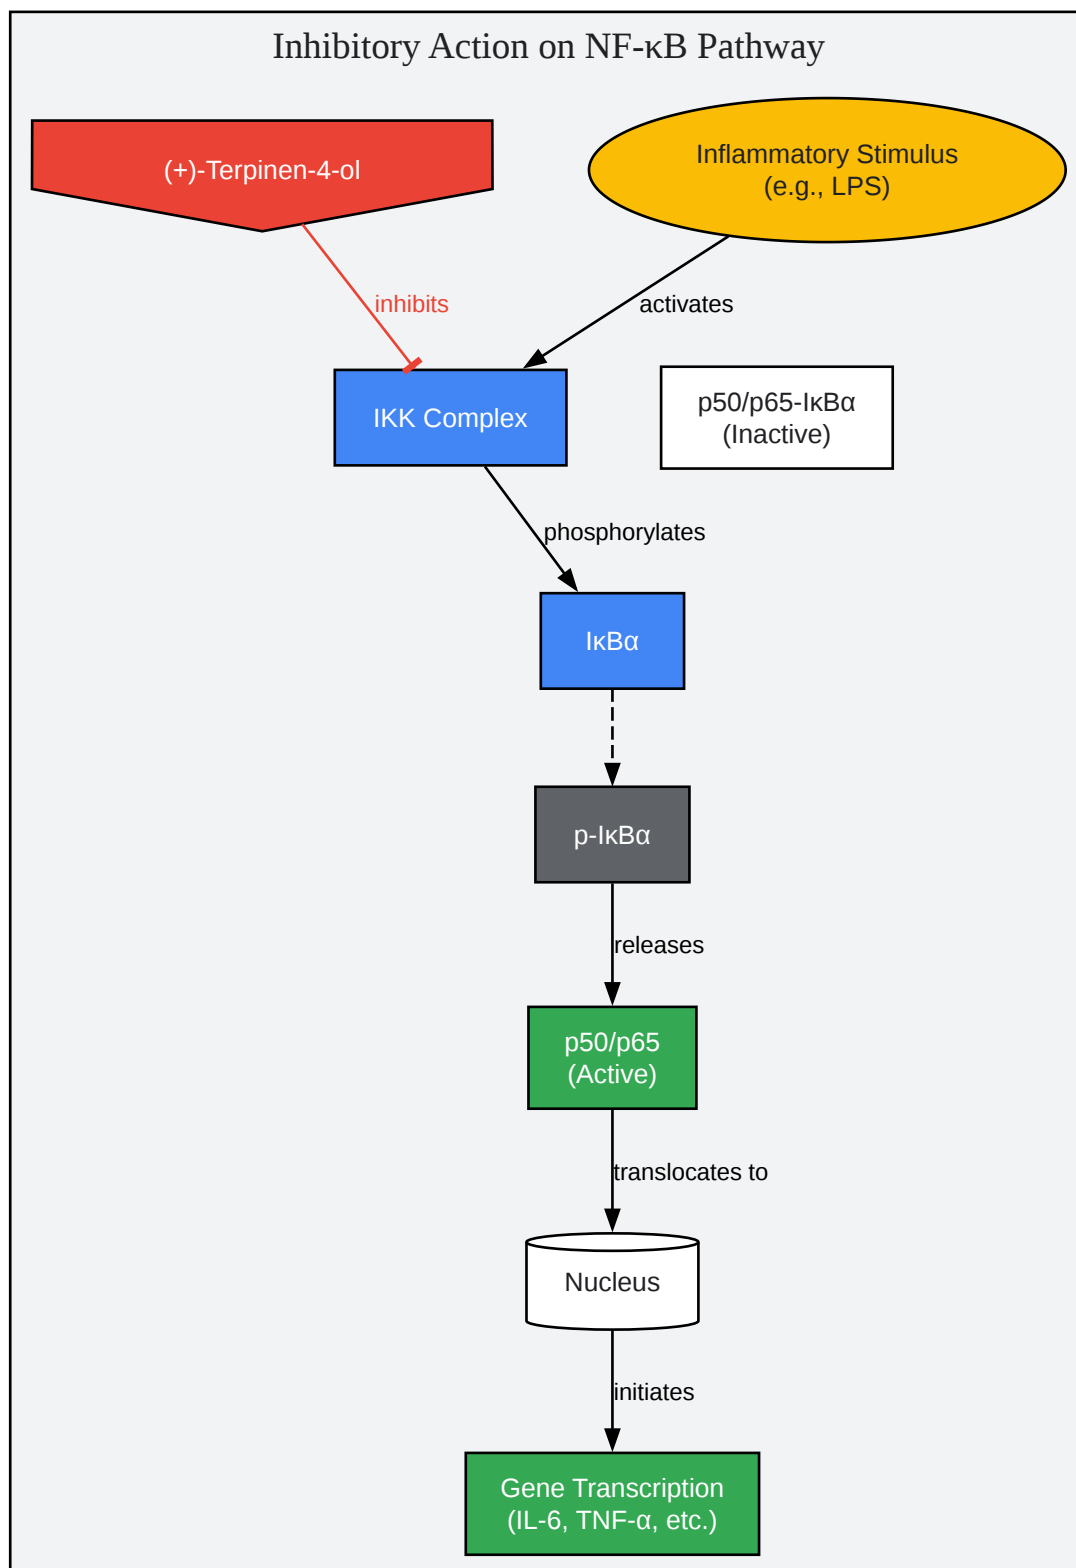 Inhibitory Action on NF-κB Pathway
(+)-Terpinen-4-ol
Inflammatory Stimulus
(e.g., LPS)
inhibits
activates
IKK Complex
p50/p65-IκBα
(Inactive)
phosphorylates
IκBα
p-IκBα
releases
p50/p65
(Active)
translocates to
Nucleus
initiates
Gene Transcription
(IL-6, TNF-α, etc.)